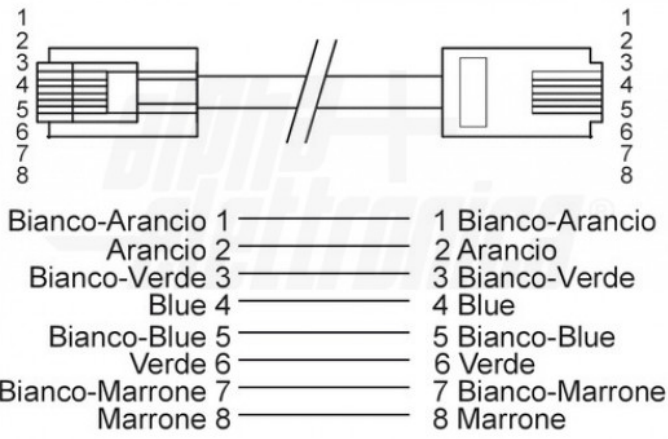 1 1
2 2
3 3
4 4
5 5
6 6
7 7
8 8
alpha elettronica®
Bianco-Arancio 1 1 Bianco-Arancio
Arancio 2 2 Arancio
Bianco-Verde 3 3 Bianco-Verde
Blue 4 4 Blue
Bianco-Blue 5 5 Bianco-Blue
Verde 6 6 Verde
Bianco-Marrone 7 7 Bianco-Marrone
Marrone 8 8 Marrone